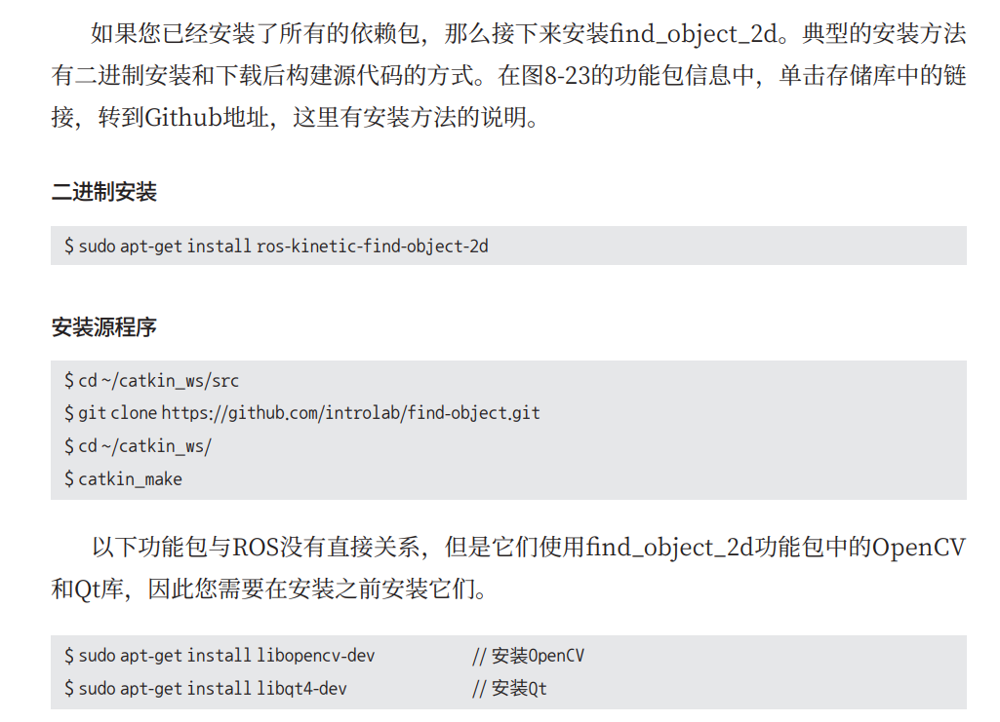 如果您已经安装了所有的依赖包，那么接下来安装find_object_2d。典型的安装方法
有二进制安装和下载后构建源代码的方式。在图8-23的功能包信息中，单击存储库中的链
接，转到Github地址，这里有安装方法的说明。
二进制安装
$ sudo apt-get install ros-kinetic-find-object-2d
安装源程序
$ cd ~/catkin_ws/src
$ git clone https://github.com/introlab/find-object.git
$ cd ~/catkin_ws/
$ catkin_make
以下功能包与ROS没有直接关系，但是它们使用find_object_2d功能包中的OpenCV
和Qt库，因此您需要在安装之前安装它们。
$ sudo apt-get install libopencv-dev // 安装OpenCV
$ sudo apt-get install libqt4-dev // 安装Qt